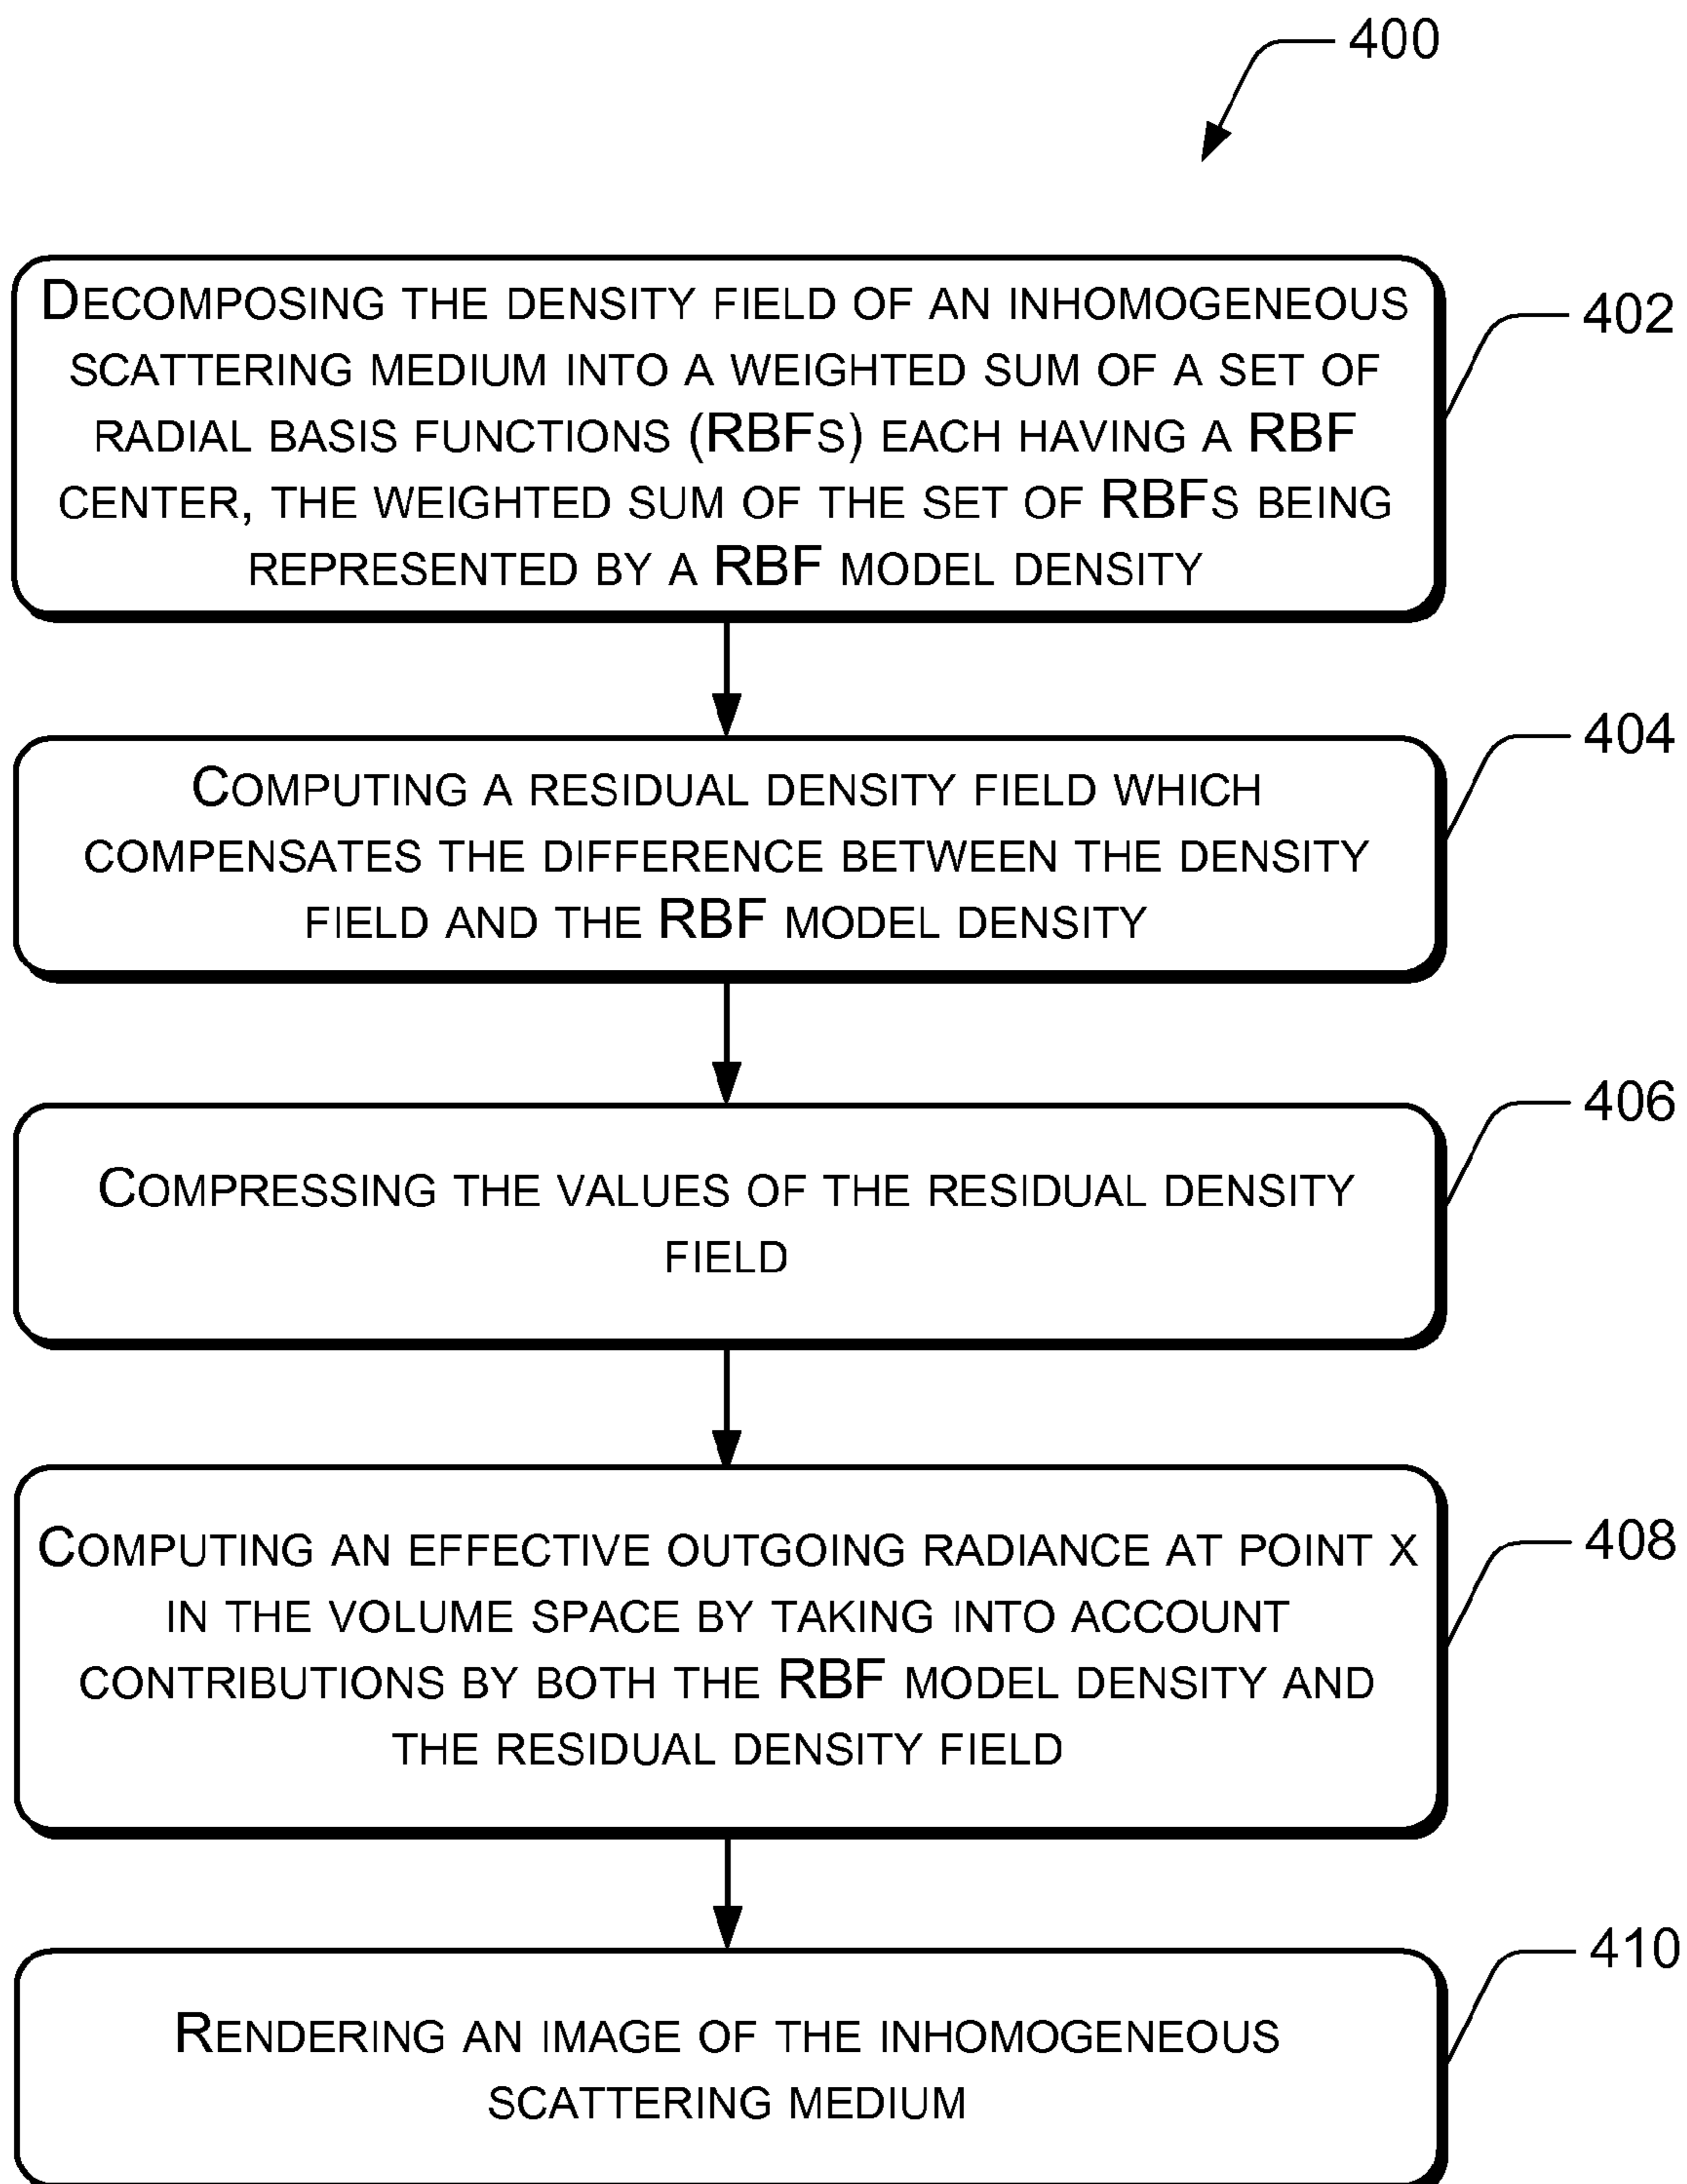 400
DECOMPOSING THE DENSITY FIELD OF AN INHOMOGENEOUS
SCATTERING MEDIUM INTO A WEIGHTED SUM OF A SET OF
RADIAL BASIS FUNCTIONS (RBFS) EACH HAVING A RBF
CENTER, THE WEIGHTED SUM OF THE SET OF RBFS BEING
REPRESENTED BY A RBF MODEL DENSITY
402
COMPUTING A RESIDUAL DENSITY FIELD WHICH
COMPENSATES THE DIFFERENCE BETWEEN THE DENSITY
FIELD AND THE RBF MODEL DENSITY
404
COMPRESSING THE VALUES OF THE RESIDUAL DENSITY
FIELD
406
COMPUTING AN EFFECTIVE OUTGOING RADIANCE AT POINT X
IN THE VOLUME SPACE BY TAKING INTO ACCOUNT
CONTRIBUTIONS BY BOTH THE RBF MODEL DENSITY AND
THE RESIDUAL DENSITY FIELD
408
RENDERING AN IMAGE OF THE INHOMOGENEOUS
SCATTERING MEDIUM
410